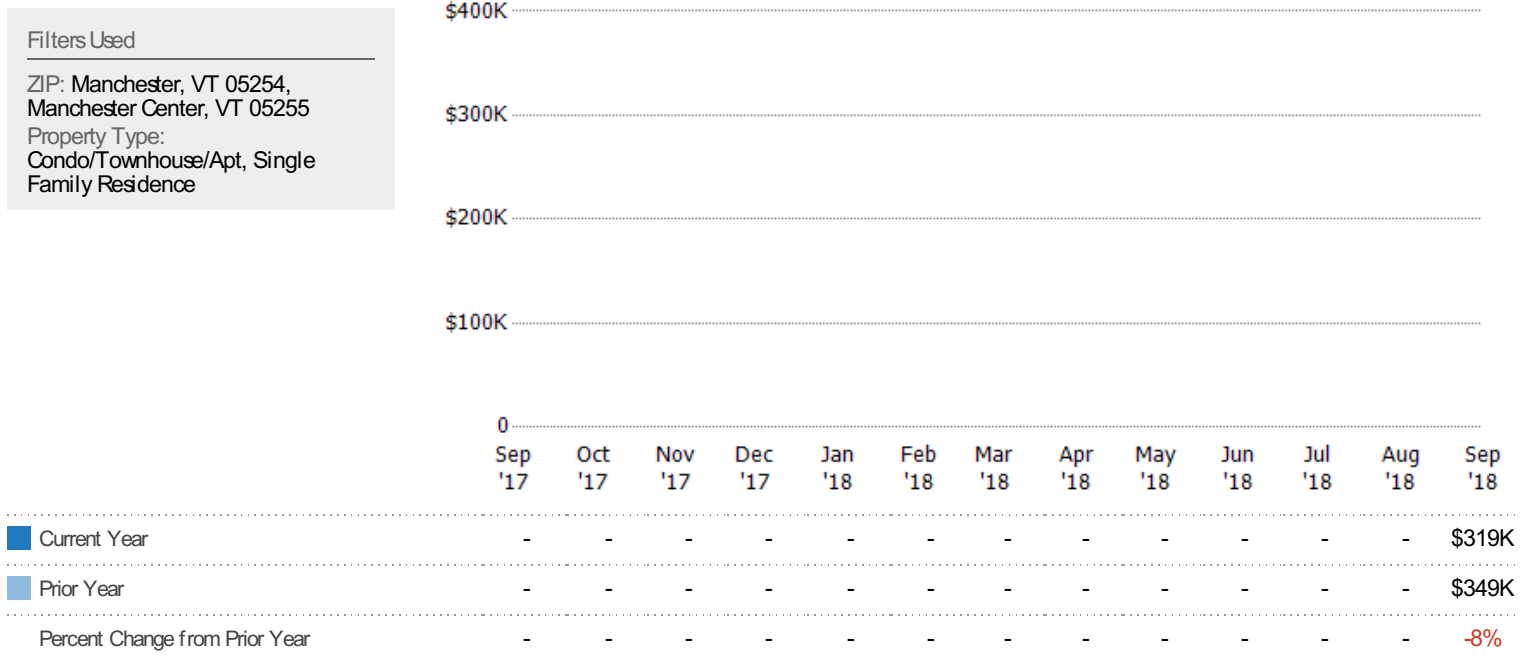 Filters Used
ZIP: Manchester, VT 05254,
Manchester Center, VT 05255
Property Type:
Condo/Townhouse/Apt, Single
Family Residence
$400K
$300K
$200K
$100K
0
Sep Oct Nov Dec Jan Feb Mar Apr May Jun Jul Aug Sep
'17 '17 '17 '17 '18 '18 '18 '18 '18 '18 '18 '18 '18
Current Year - - - - - - - - - - - - $319K
Prior Year - - - - - - - - - - - - $349K
Percent Change from Prior Year - - - - - - - - - - - - -8%